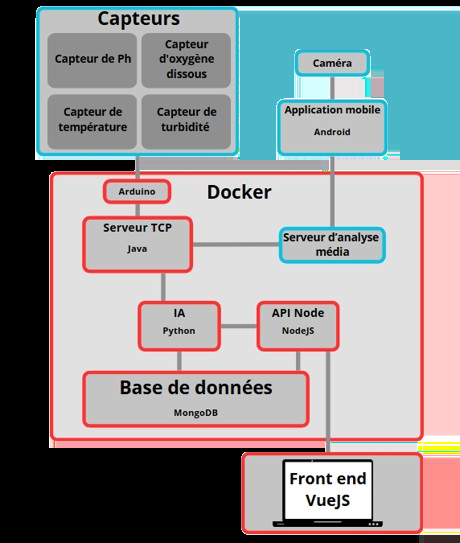 Capteurs
Capteur de Ph
Capteur
d'oxygène
dissous
Capteur de
température
Capteur de
turbidité
Caméra
Application mobile
Android
Docker
Arduino
Serveur TCP
Java
Serveur d'analyse
média
IA
Python
API Node
NodeJS
Base de données
MongoDB
Front end
VueJS